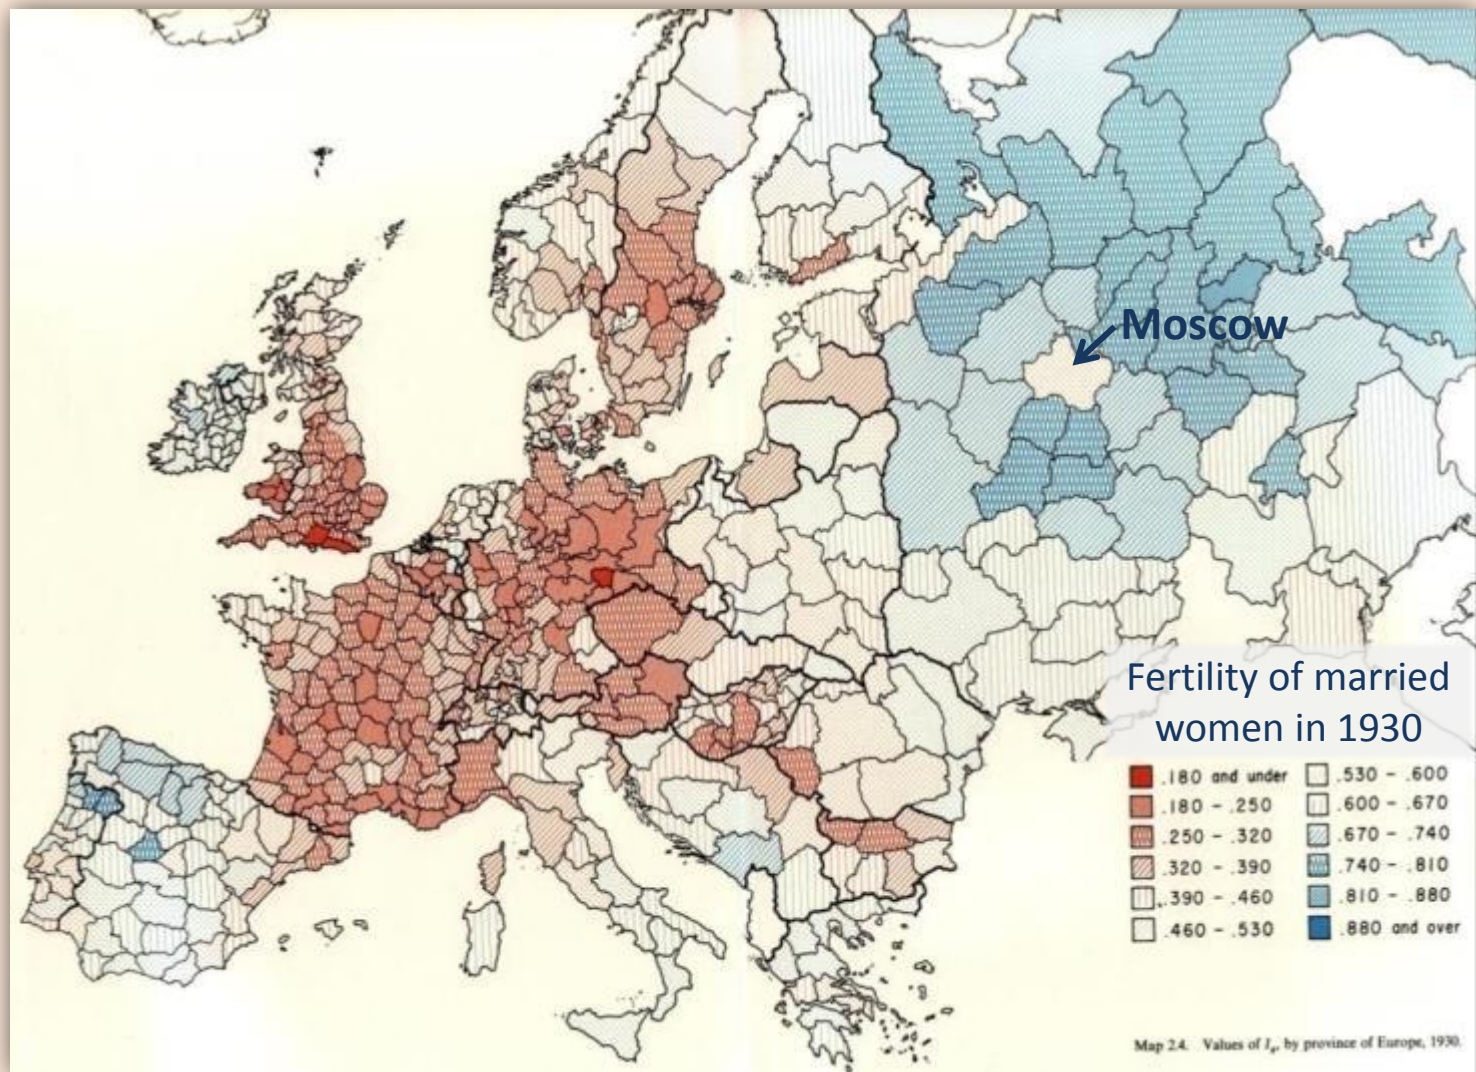 Moscow
Fertility of married
women in 1930
.180 and under
.180 - .250
.250 - .320
.320 - .390
.390 - .460
.460 - .530
.530 - .600
.600 - .670
.670 - .740
.740 - .810
.810 - .880
.880 and over
Map 2.4. Values of Ig, by province of Europe, 1930.